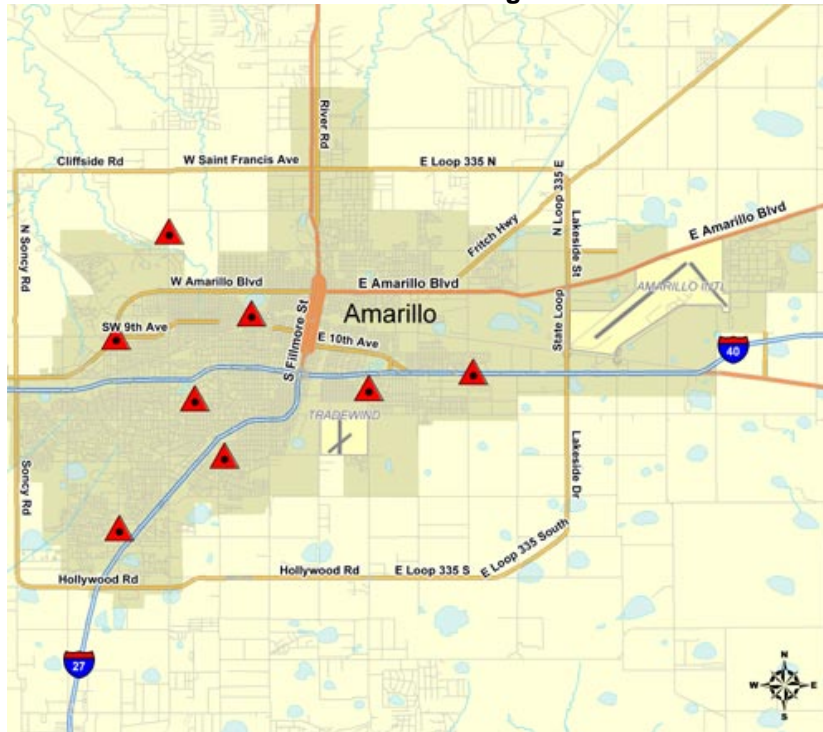 River Rd
Cliffside Rd
W Saint Francis Ave
E Loop 335 N
N Loop 335 E
Fritch Hwy
Lakeside St
E Amarillo Blvd
N Soncy Rd
W Amarillo Blvd
E Amarillo Blvd
AMARILLO INTL
S Fillmore St
Amarillo
SW 9th Ave
E 10th Ave
State Loop
40
TRADEWIND
Soncy Rd
Lakeside Dr
E Loop 335 South
Hollywood Rd
Hollywood Rd
E Loop 335 S
27
N
W
E
S